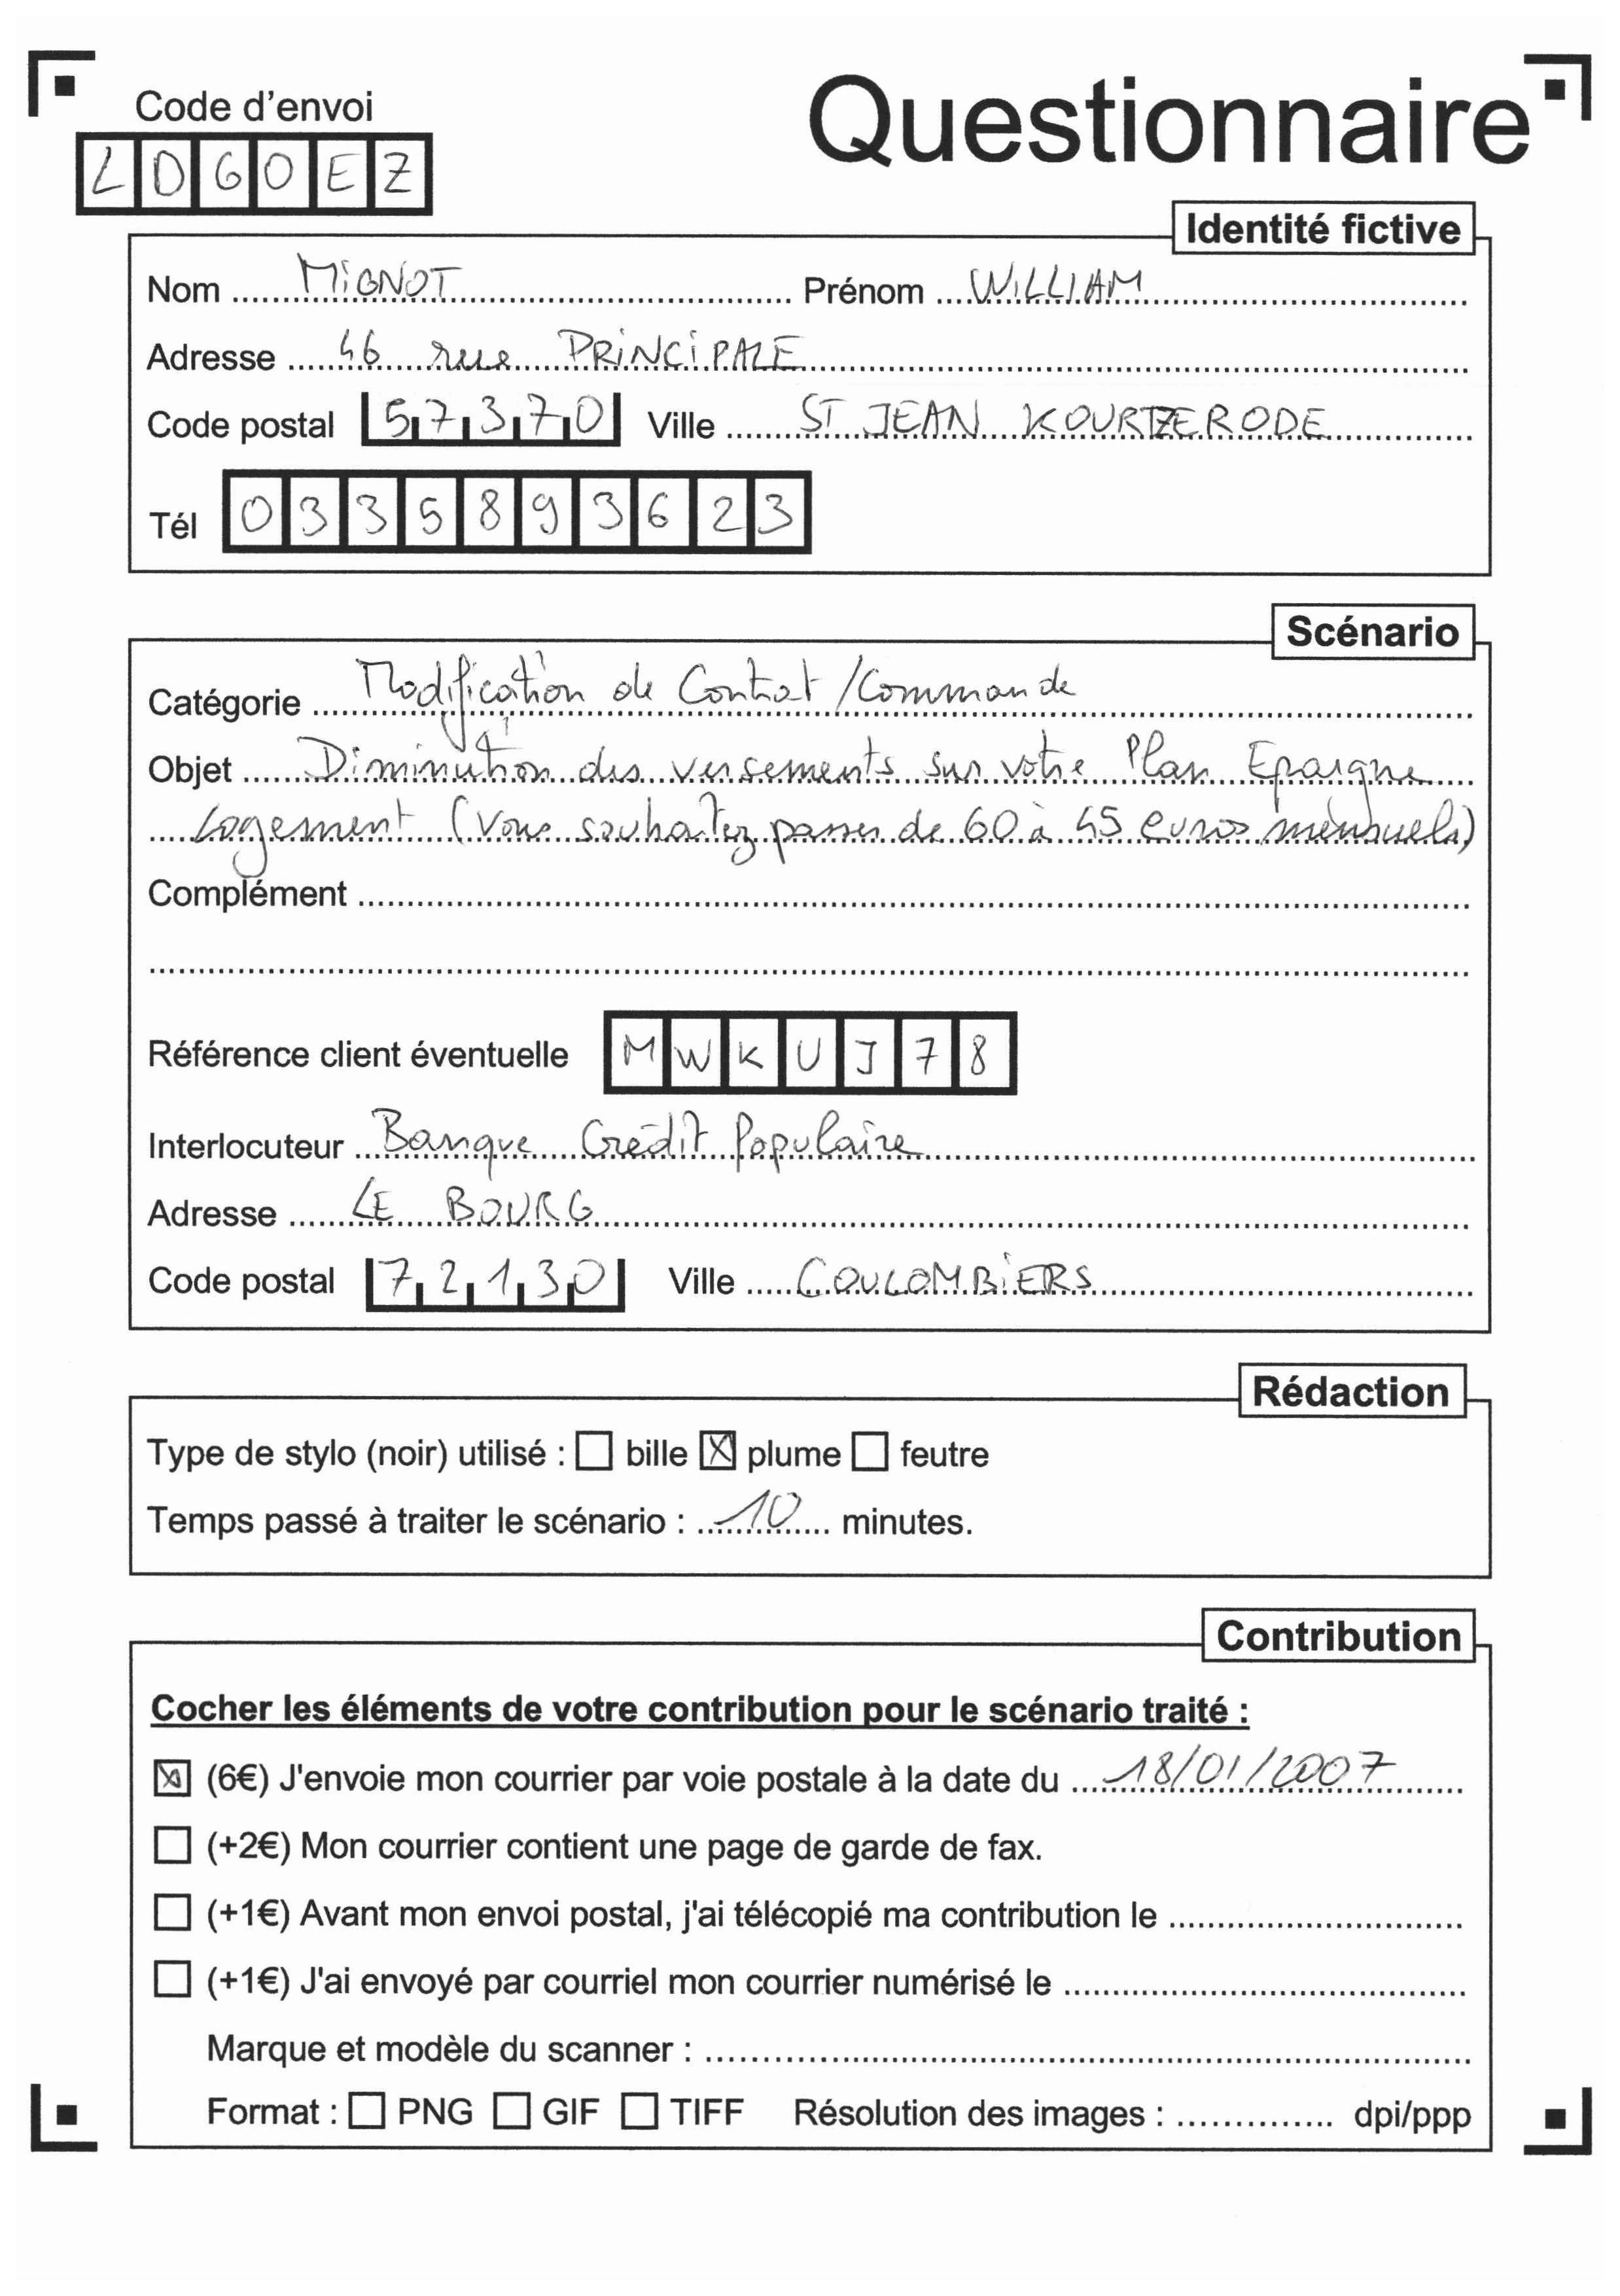 Questionnaire
Code d'envoi
LDGOEZ
Identité fictive
Nom MiGNOT Prénom WiLLIAM
Adresse 46 rue PRiNCiPALE
Code postal 57370 Ville ST JEAN KOURTZERODE
Tél 0335893623
Scénario
Catégorie Modification de Contrat / Commande
Objet Diminution des versements sur votre Plan Epargne
Logement (vous souhaitez passer de 60 à 45 euros mensuels)
Complément
Référence client éventuelle MWKUJ78
Interlocuteur Banque Crédit Populaire
Adresse LE BOURG
Code postal 72130 Ville COULOMBiERS
Rédaction
Type de stylo (noir) utilisé : ☐ bille ☒ plume ☐ feutre
Temps passé à traiter le scénario : 10 minutes.
Contribution
Cocher les éléments de votre contribution pour le scénario traité :
☒ (6€) J'envoie mon courrier par voie postale à la date du 18/01/2007
☐ (+2€) Mon courrier contient une page de garde de fax.
☐ (+1€) Avant mon envoi postal, j'ai télécopié ma contribution le
☐ (+1€) J'ai envoyé par courriel mon courrier numérisé le
Marque et modèle du scanner :
Format : ☐ PNG ☐ GIF ☐ TIFF Résolution des images : dpi/ppp